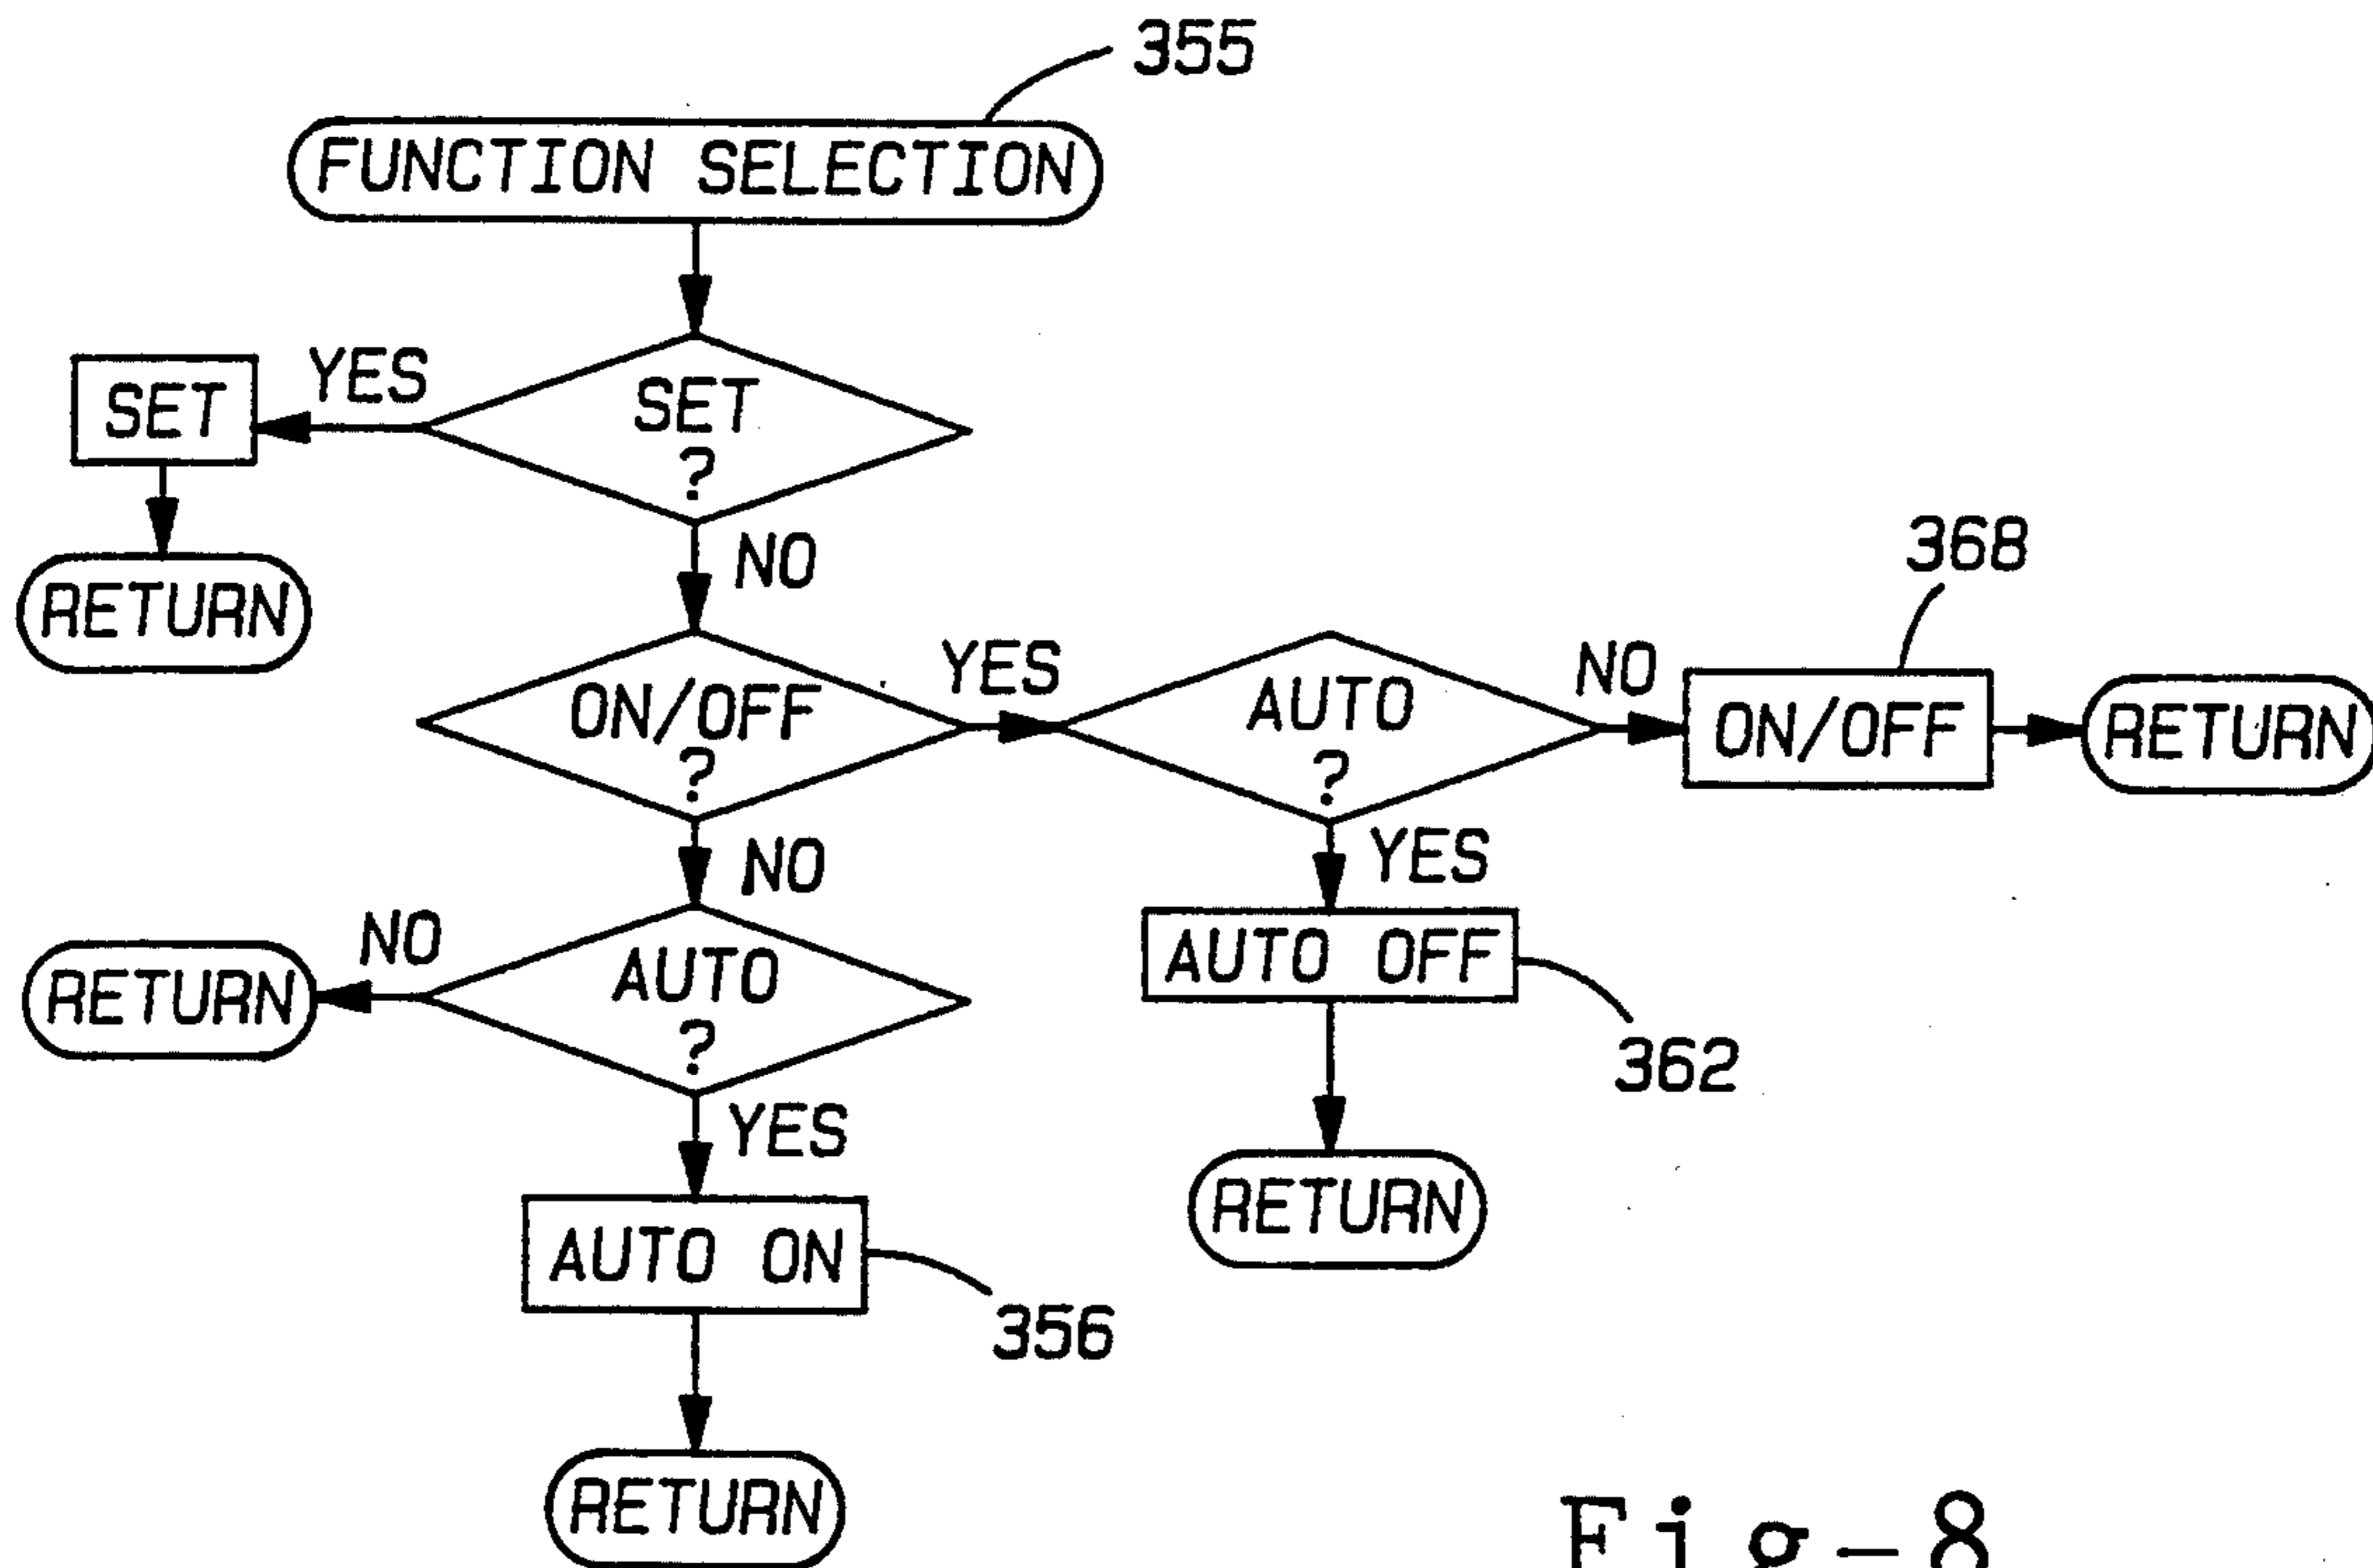 355
FUNCTION SELECTION
SET
YES
SET
?
RETURN
NO
368
ON/OFF
?
YES
AUTO
?
NO
ON/OFF
RETURN
NO
YES
RETURN
NO
AUTO
?
AUTO OFF
362
YES
RETURN
AUTO ON
356
RETURN
Fig-8